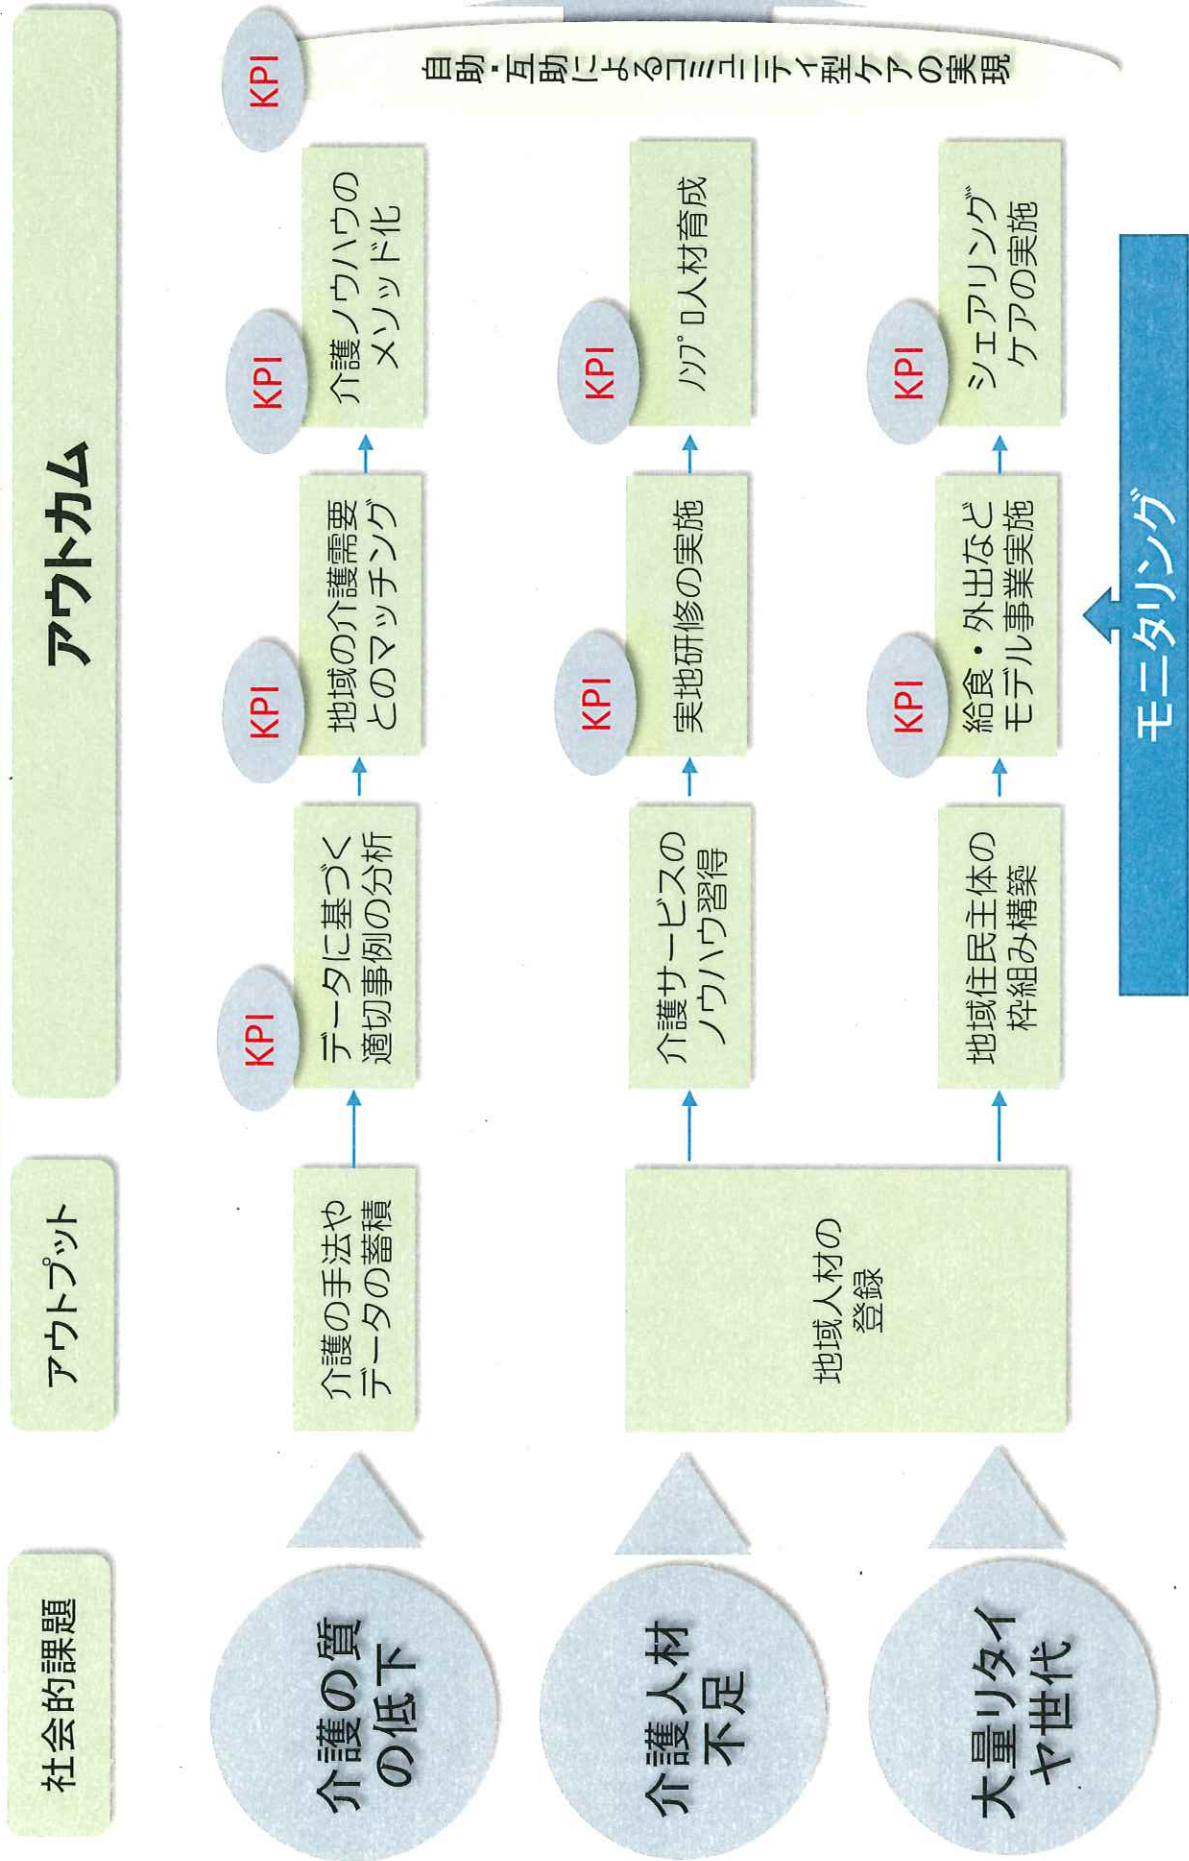 社会的課題
アウトプット
アウトカム
介護の質
の低下
介護の手法や
データの蓄積
KPI
データに基づく
適切事例の分析
KPI
地域の介護需要
とのマッチング
KPI
介護ノウハウの
メソッド化
KPI
自助・互助によるコミュニティ型ケアの実現
介護人材
不足
地域人材の
登録
介護サービスの
ノウハウ習得
KPI
実地研修の実施
KPI
ﾉﾝﾌﾟﾛ人材育成
大量リタイ
ヤ世代
地域住民主体の
枠組み構築
KPI
給食・外出など
モデル事業実施
KPI
シェアリング
ケアの実施
モニタリング